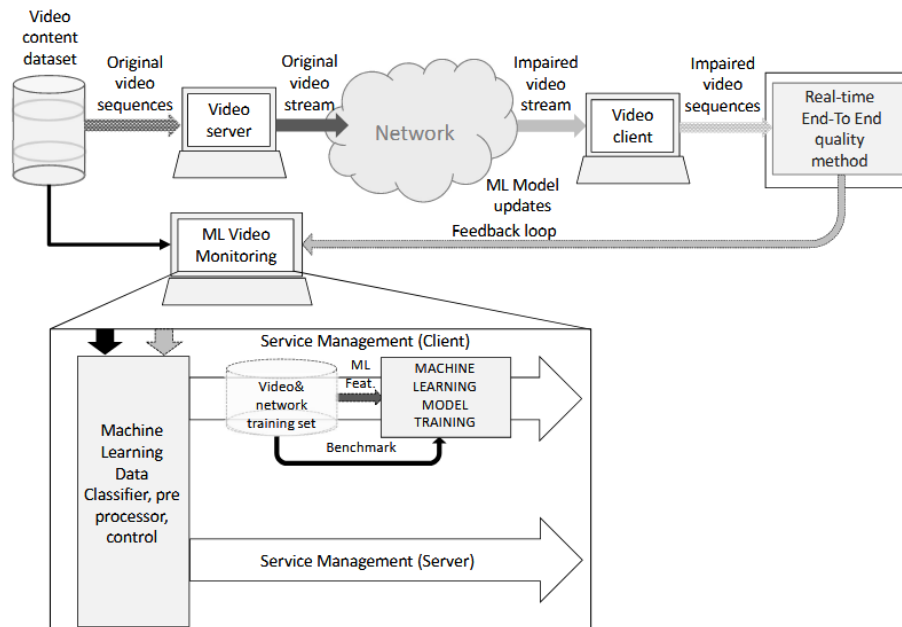 Video
content
dataset
Original
video
sequences
Video
server
Original
video
stream
Network
Impaired
video
stream
Video
client
Impaired
video
sequences
Real-time
End-To End
quality
method
ML Model
updates
Feedback loop
ML Video
Monitoring
Service Management (Client)
Machine
Learning
Data
Classifier, pre
processor,
control
Video&
network
training set
ML
Feat.
MACHINE
LEARNING
MODEL
TRAINING
Benchmark
Service Management (Server)